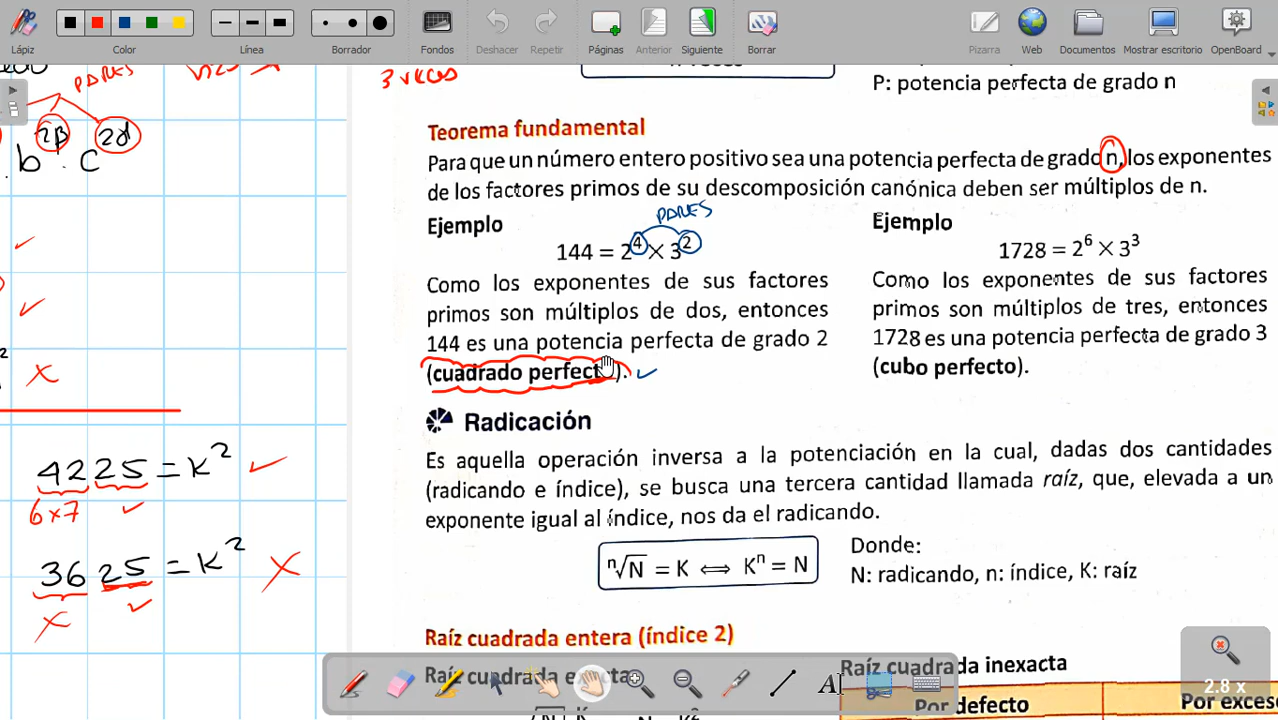 Lápiz
Color
Línea
Borrador
Fondos
Deshacer
Repetir
Páginas
Anterior
Siguiente
Borrar
Pizarra
Web
Documentos
Mostrar escritorio
OpenBoard
PARES
2β 2d
b . c
4225 = K²
6x7
3625 = K²
3 veces
P: potencia perfecta de grado n
Teorema fundamental
Para que un número entero positivo sea una potencia perfecta de grado n, los exponentes
de los factores primos de su descomposición canónica deben ser múltiplos de n.
Ejemplo
PARES
144 = 2⁴ × 3²
Como los exponentes de sus factores
primos son múltiplos de dos, entonces
144 es una potencia perfecta de grado 2
(cuadrado perfecto).
Ejemplo
1728 = 2⁶ × 3³
Como los exponentes de sus factores
primos son múltiplos de tres, entonces
1728 es una potencia perfecta de grado 3
(cubo perfecto).
Radicación
Es aquella operación inversa a la potenciación en la cual, dadas dos cantidades
(radicando e índice), se busca una tercera cantidad llamada raíz, que, elevada a un
exponente igual al índice, nos da el radicando.
ⁿ√N = K ⟺ Kⁿ = N
Donde:
N: radicando, n: índice, K: raíz
Raíz cuadrada entera (índice 2)
Raíz cuadrada exacta
Raíz cuadrada inexacta
Por defecto
Por exceso
2.8 x